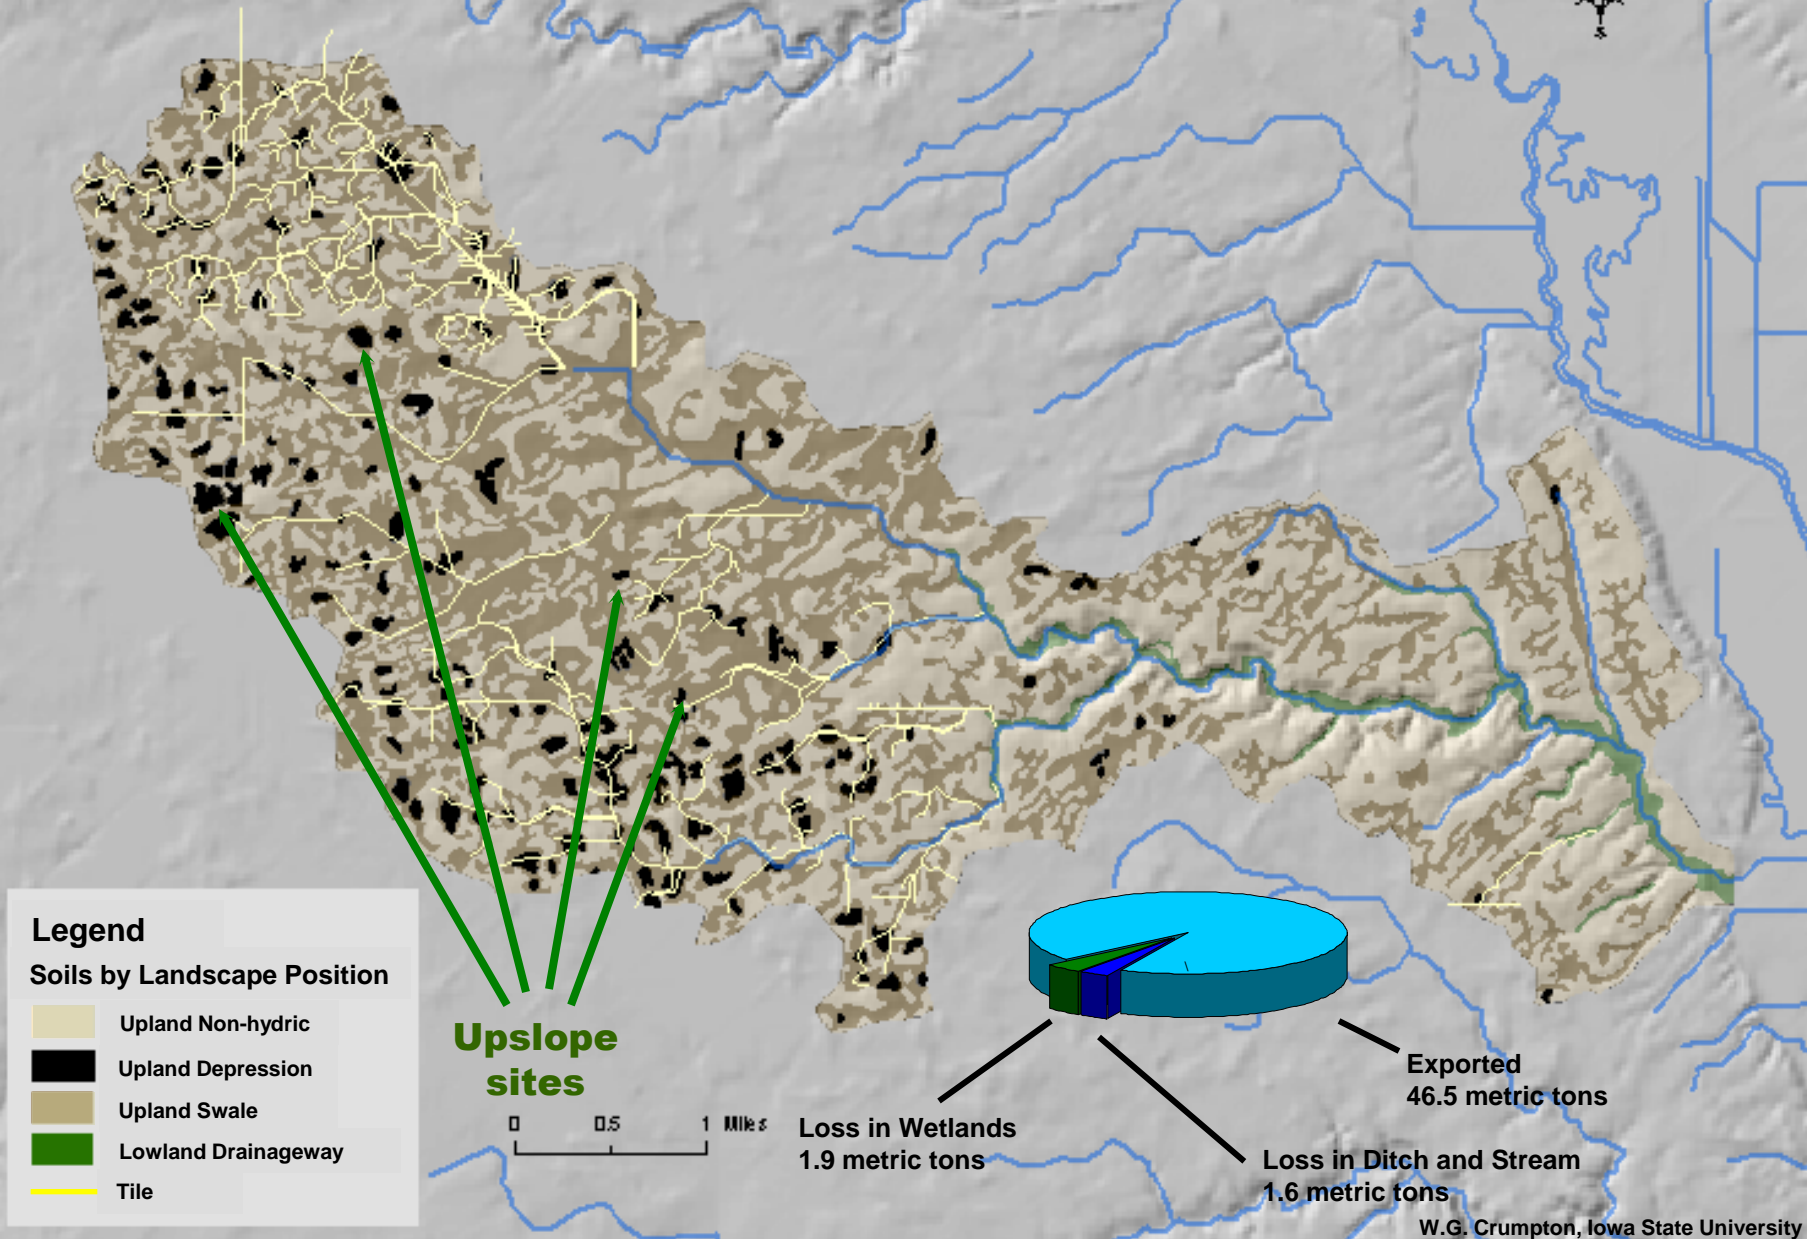 Legend
Soils by Landscape Position
Upland Non-hydric
Upland Depression
Upland Swale
Lowland Drainageway
Tile
Upslope
sites
0 0.5 1 Miles
Loss in Wetlands
1.9 metric tons
Exported
46.5 metric tons
Loss in Ditch and Stream
1.6 metric tons
W.G. Crumpton, Iowa State University